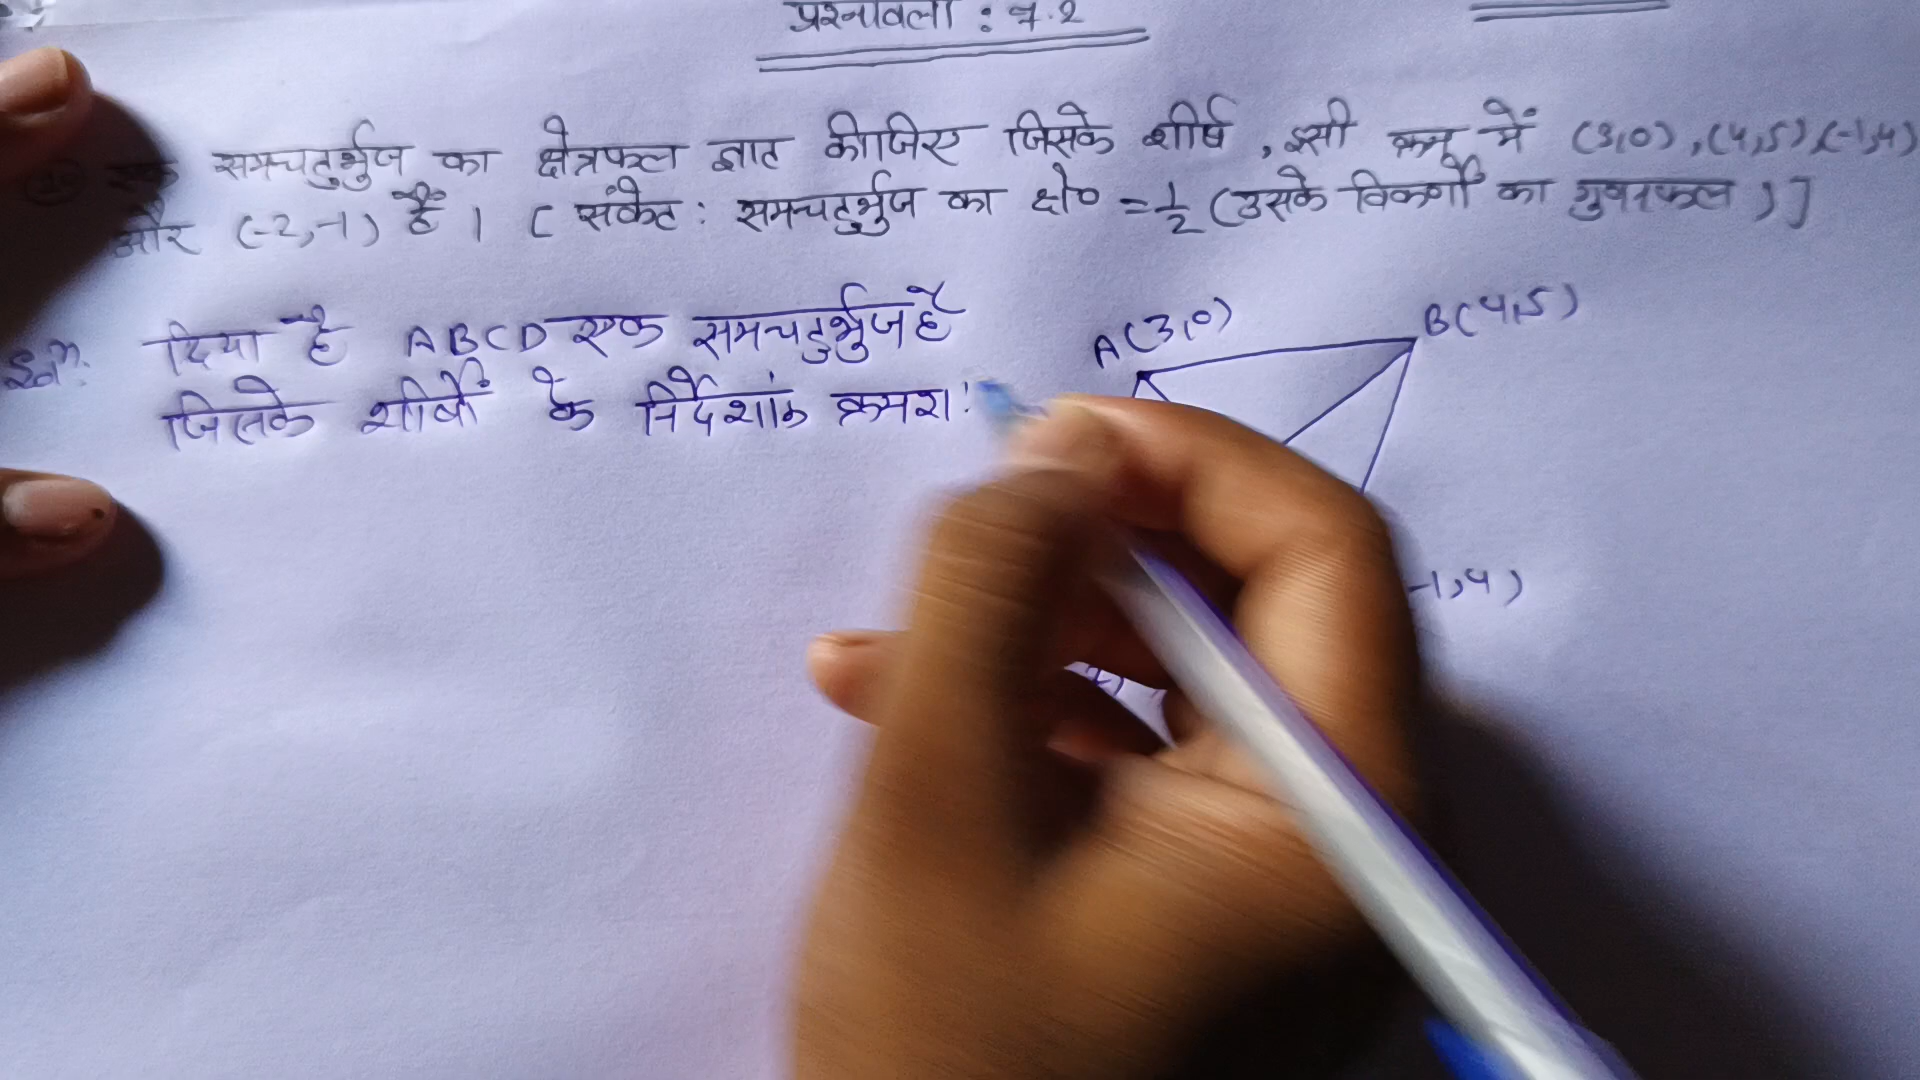 प्रश्नावली : 7.2
एक समचतुर्भुज का क्षेत्रफल ज्ञात कीजिए जिसके शीर्ष , इसी क्रम में (3,0) , (4,5) , (-1,4)
और (-2,-1) हैं । [ संकेत : समचतुर्भुज का क्षे० = 1/2 (उसके विकर्णों का गुणनफल ) ]
दिया है ABCD एक समचतुर्भुज है
जिसके शीर्षों के निर्देशांक क्रमशः
A(3,0)
B(4,5)
-1,4)